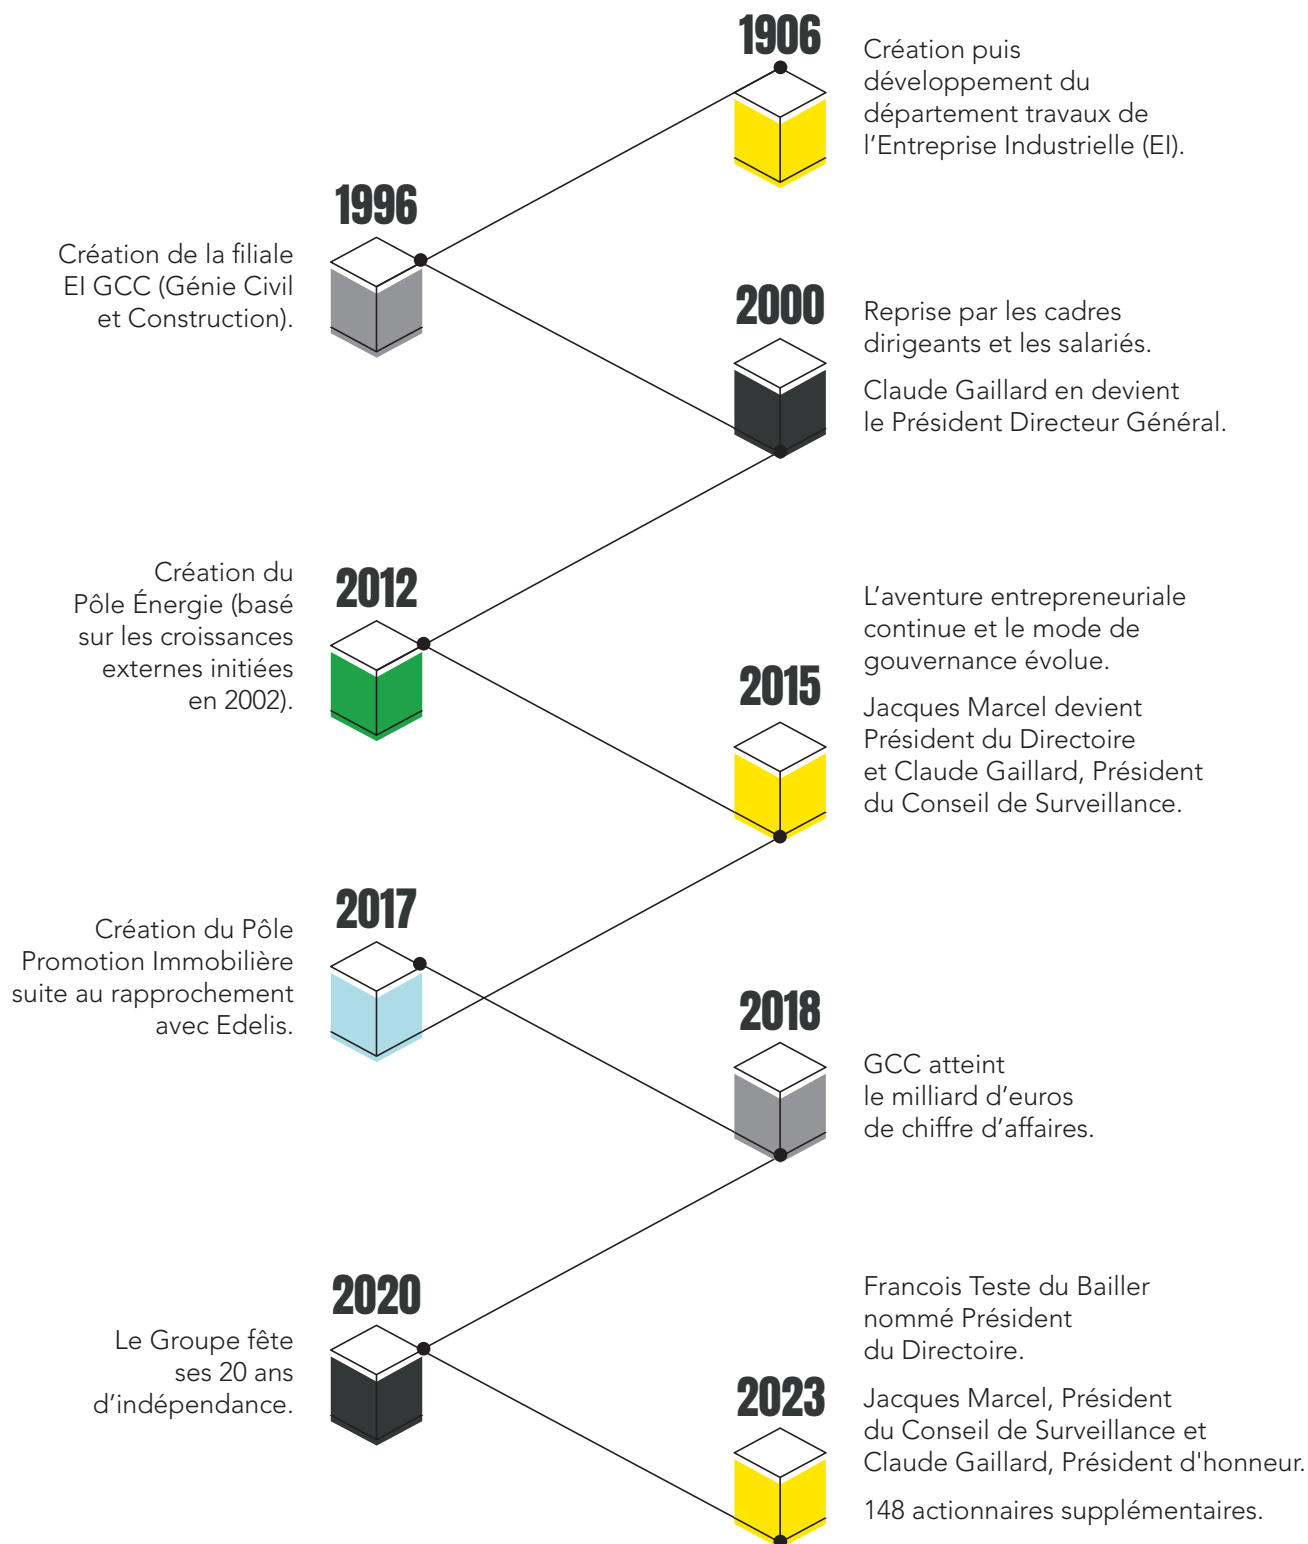 1906
Création puis
développement du
département travaux de
l’Entreprise Industrielle (EI).
1996
Création de la filiale
EI GCC (Génie Civil
et Construction).
2000
Reprise par les cadres
dirigeants et les salariés.
Claude Gaillard en devient
le Président Directeur Général.
2012
Création du
Pôle Énergie (basé
sur les croissances
externes initiées
en 2002).
2015
L’aventure entrepreneuriale
continue et le mode de
gouvernance évolue.
Jacques Marcel devient
Président du Directoire
et Claude Gaillard, Président
du Conseil de Surveillance.
2017
Création du Pôle
Promotion Immobilière
suite au rapprochement
avec Edelis.
2018
GCC atteint
le milliard d’euros
de chiffre d’affaires.
2020
Le Groupe fête
ses 20 ans
d’indépendance.
2023
Francois Teste du Bailler
nommé Président
du Directoire.
Jacques Marcel, Président
du Conseil de Surveillance et
Claude Gaillard, Président d'honneur.
148 actionnaires supplémentaires.